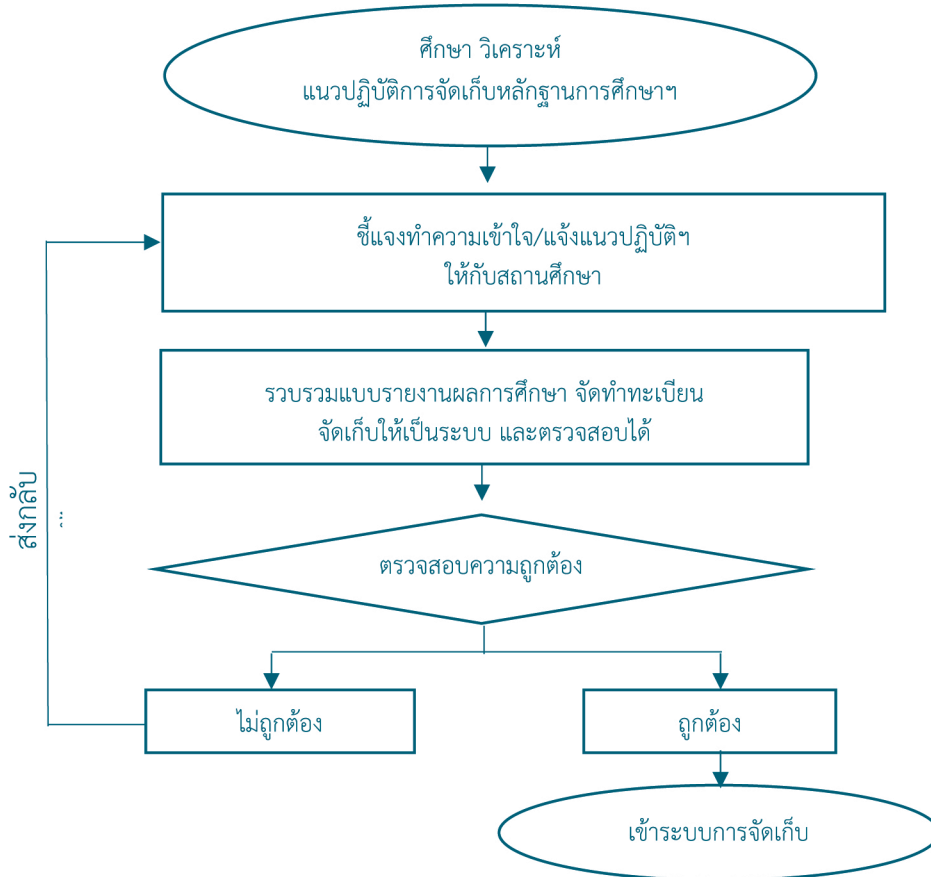 ศึกษา วิเคราะห์
แนวปฏิบัติการจัดเก็บหลักฐานการศึกษาฯ
ชี้แจงทำความเข้าใจ/แจ้งแนวปฏิบัติฯ
ให้กับสถานศึกษา
รวบรวมแบบรายงานผลการศึกษา จัดทำทะเบียน
จัดเก็บให้เป็นระบบ และตรวจสอบได้
ส่งกลับ
ตรวจสอบความถูกต้อง
ไม่ถูกต้อง
ถูกต้อง
เข้าระบบการจัดเก็บ